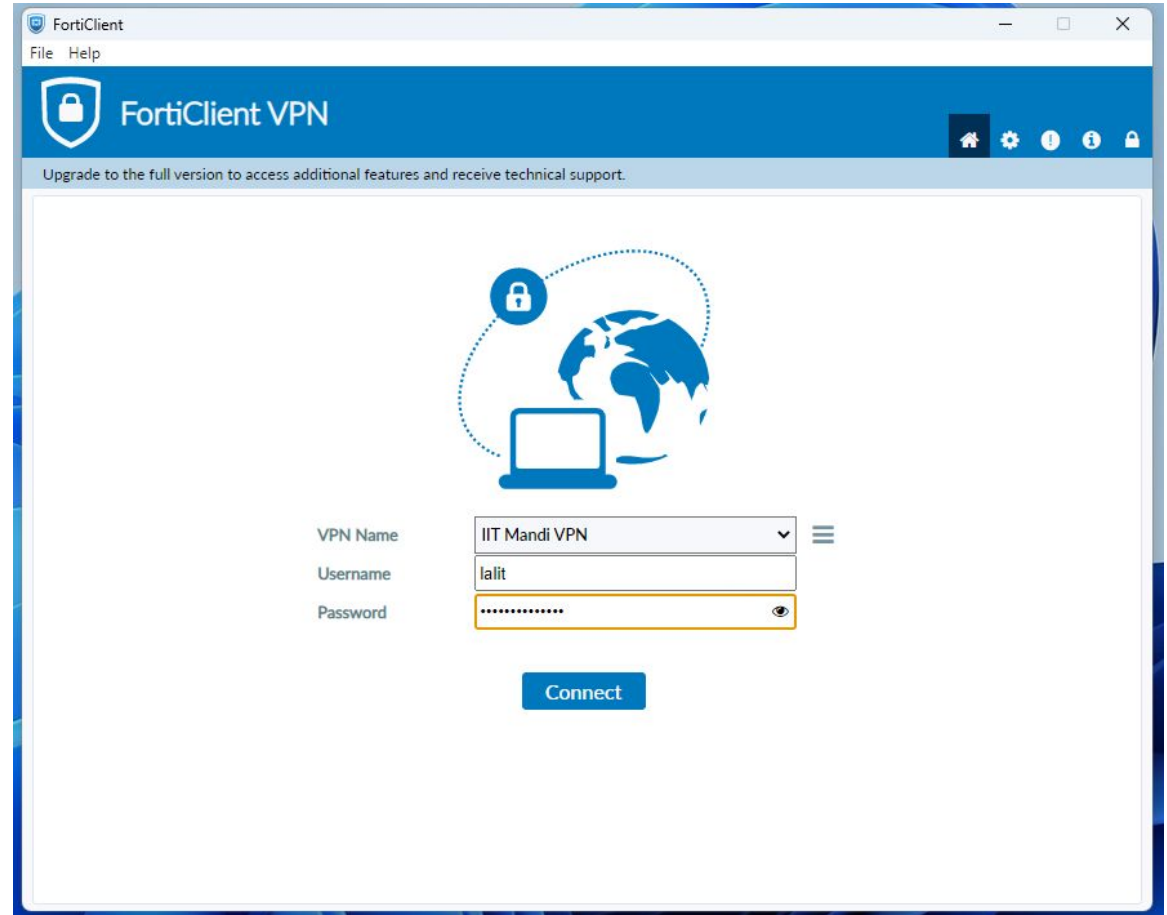 FortiClient
File Help
FortiClient VPN
Upgrade to the full version to access additional features and receive technical support.
VPN Name IIT Mandi VPN
Username lalit
Password ••••••••••••••
Connect